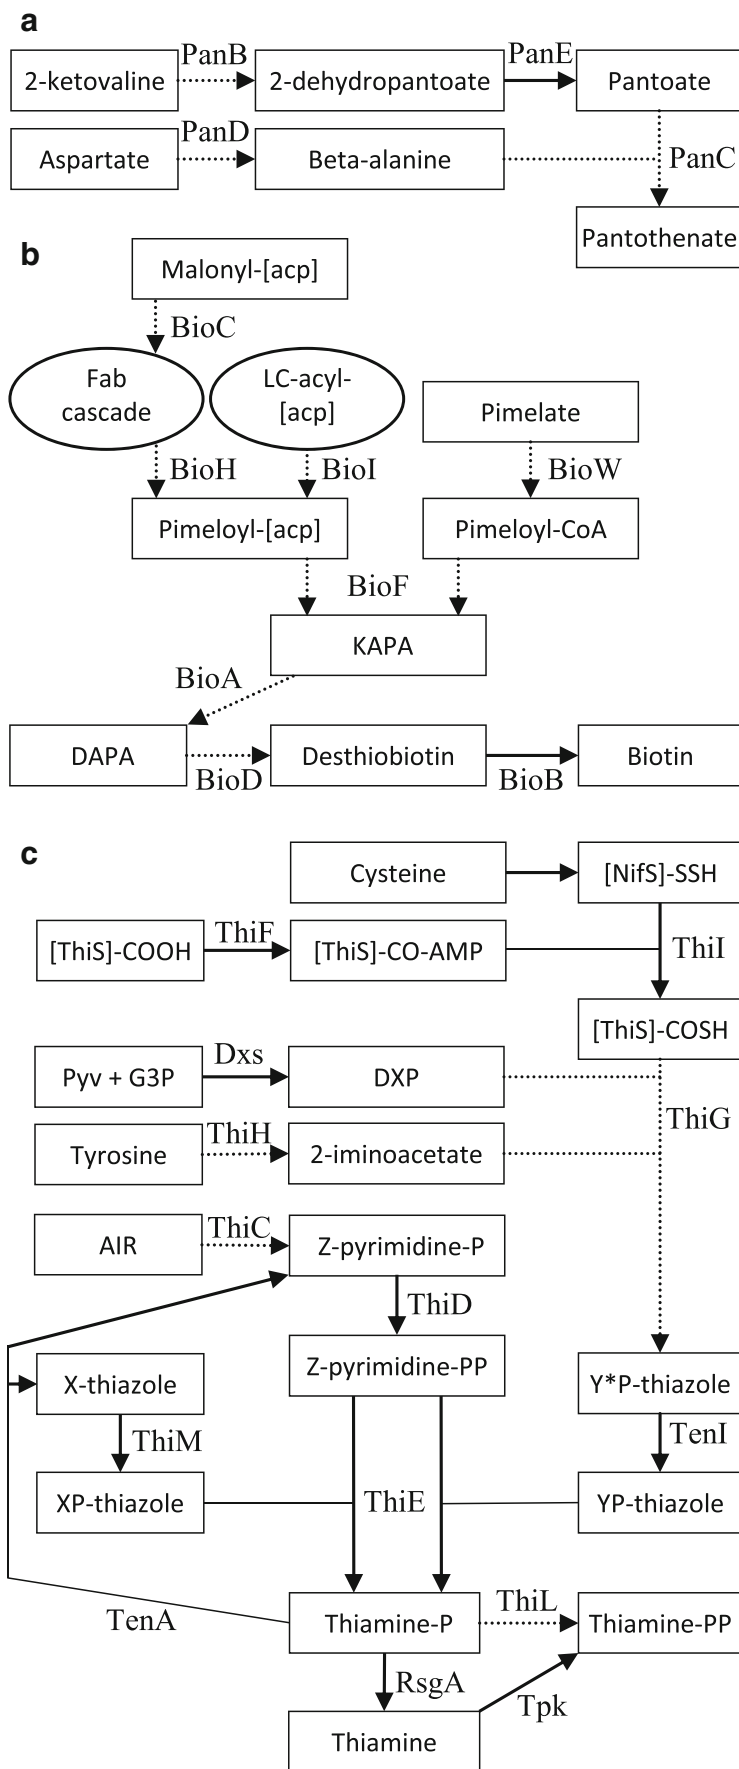 a
PanB
PanE
2-ketovaline
2-dehydropantoate
Pantoate
PanD
Aspartate
Beta-alanine
PanC
Pantothenate
b
Malonyl-[acp]
BioC
Fab
cascade
LC-acyl-
[acp]
Pimelate
BioH
BioI
BioW
Pimeloyl-[acp]
Pimeloyl-CoA
BioF
KAPA
BioA
DAPA
Desthiobiotin
Biotin
BioD
BioB
c
Cysteine
[NifS]-SSH
[ThiS]-COOH
ThiF
[ThiS]-CO-AMP
ThiI
[ThiS]-COSH
Pyv + G3P
Dxs
DXP
ThiG
Tyrosine
ThiH
2-iminoacetate
AIR
ThiC
Z-pyrimidine-P
ThiD
Z-pyrimidine-PP
X-thiazole
Y*P-thiazole
ThiM
TenI
XP-thiazole
ThiE
YP-thiazole
TenA
Thiamine-P
ThiL
Thiamine-PP
RsgA
Tpk
Thiamine